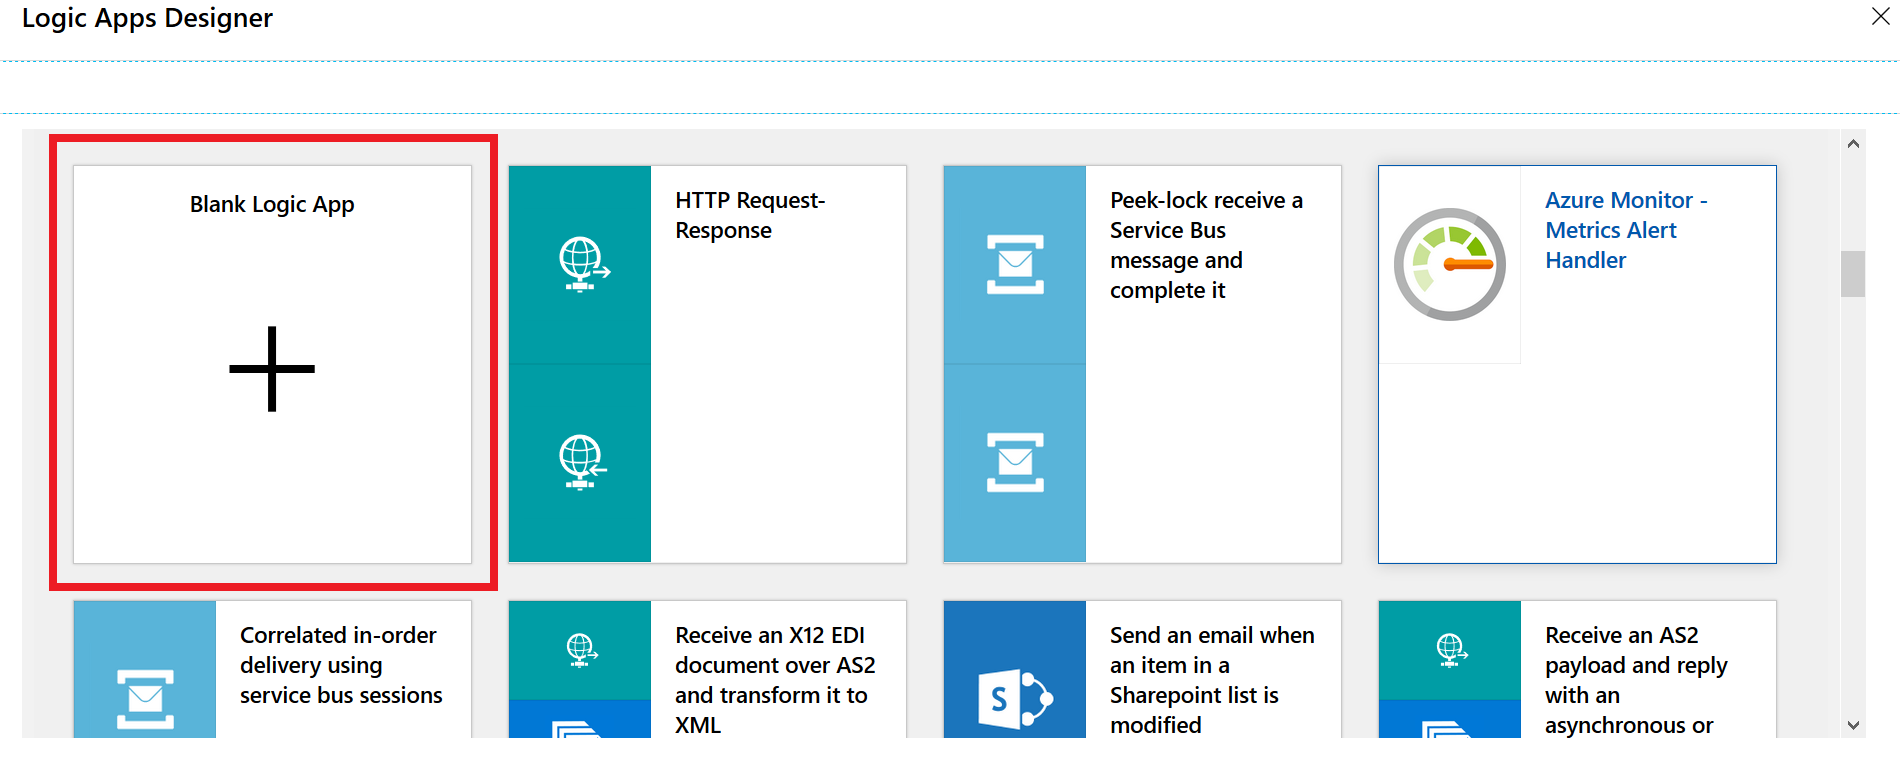 Logic Apps Designer
Blank Logic App
HTTP Request-
Response
Peek-lock receive a
Service Bus
message and
complete it
Azure Monitor -
Metrics Alert
Handler
Correlated in-order
delivery using
service bus sessions
Receive an X12 EDI
document over AS2
and transform it to
XML
Send an email when
an item in a
Sharepoint list is
modified
S
Receive an AS2
payload and reply
with an
asynchronous or